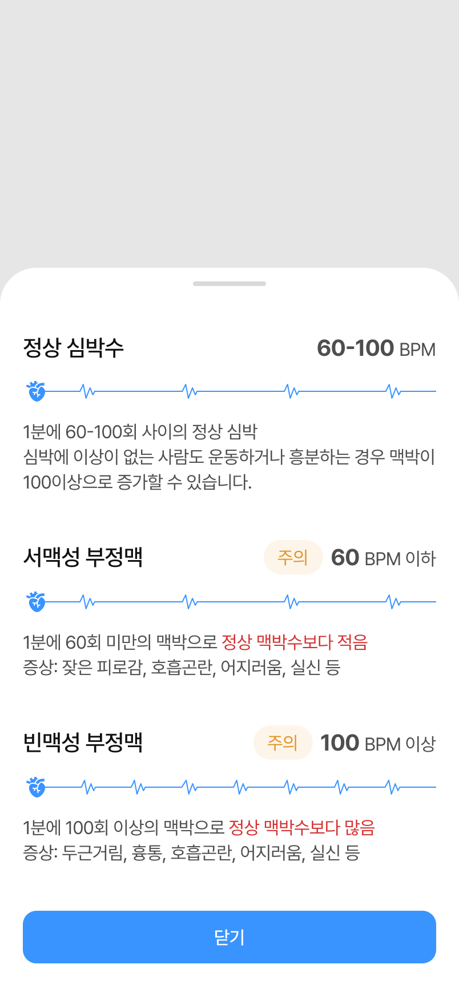 정상 심박수 60-100 BPM
1분에 60-100회 사이의 정상 심박
심박에 이상이 없는 사람도 운동하거나 흥분하는 경우 맥박이
100이상으로 증가할 수 있습니다.
서맥성 부정맥 주의 60 BPM 이하
1분에 60회 미만의 맥박으로 정상 맥박수보다 적음
증상: 잦은 피로감, 호흡곤란, 어지러움, 실신 등
빈맥성 부정맥 주의 100 BPM 이상
1분에 100회 이상의 맥박으로 정상 맥박수보다 많음
증상: 두근거림, 흉통, 호흡곤란, 어지러움, 실신 등
닫기